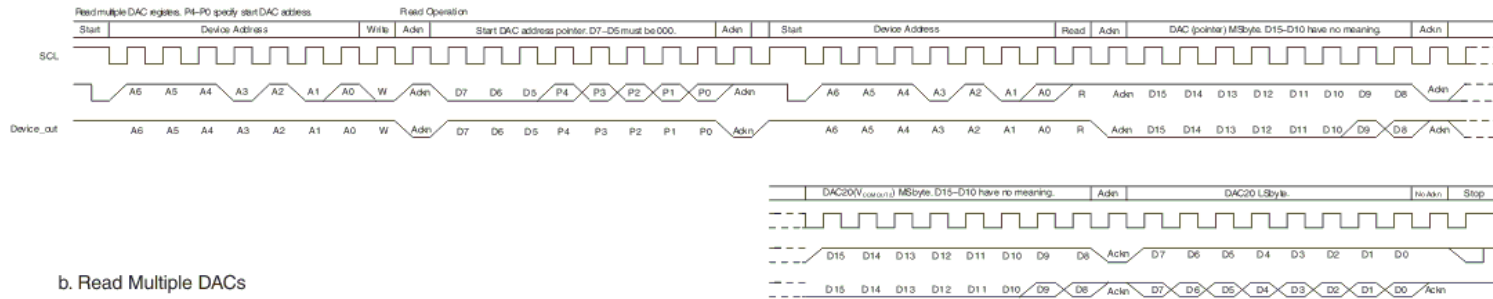 Read multiple DAC registers. P4–P0 specify start DAC address. Read Operation
Start Device Address Write Ackn Start DAC address pointer. D7–D5 must be 000. Ackn Start Device Address Read Ackn DAC (pointer) MSbyte. D15–D10 have no meaning. Ackn
SCL
A6 A5 A4 A3 A2 A1 A0 W Ackn D7 D6 D5 P4 P3 P2 P1 P0 Ackn A6 A5 A4 A3 A2 A1 A0 R Ackn D15 D14 D13 D12 D11 D10 D9 D8 Ackn
Device_out A6 A5 A4 A3 A2 A1 A0 W Ackn D7 D6 D5 P4 P3 P2 P1 P0 Ackn A6 A5 A4 A3 A2 A1 A0 R Ackn D15 D14 D13 D12 D11 D10 D9 D8 Ackn
DAC20(VCOMOUT2) MSbyte. D15–D10 have no meaning. Ackn DAC20 LSbyte. No Ackn Stop
D15 D14 D13 D12 D11 D10 D9 D8 Ackn D7 D6 D5 D4 D3 D2 D1 D0
b. Read Multiple DACs
D15 D14 D13 D12 D11 D10 D9 D8 Ackn D7 D6 D5 D4 D3 D2 D1 D0 Ackn